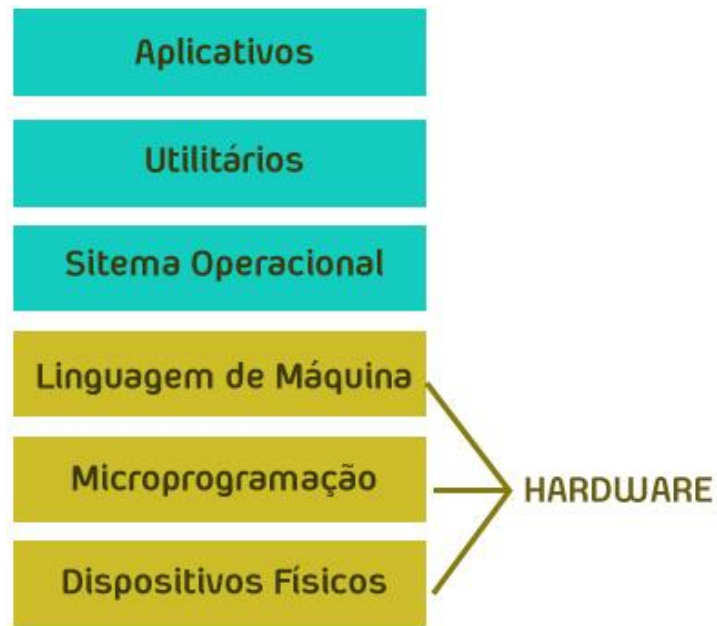 Aplicativos
Utilitários
Sitema Operacional
Linguagem de Máquina
Microprogramação
HARDWARE
Dispositivos Físicos